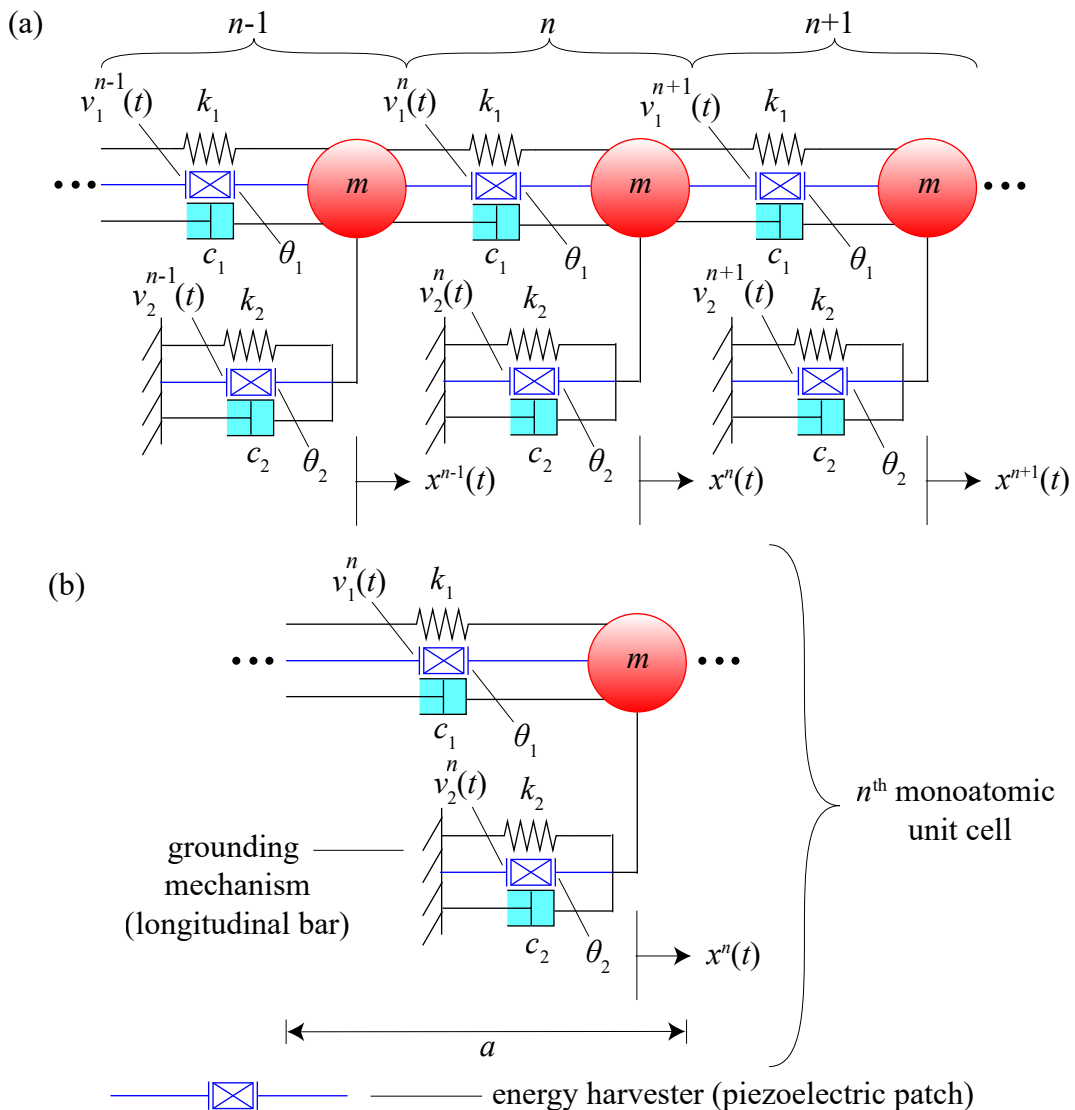 (a)
n-1 n n+1
v₁ⁿ⁻¹(t) k₁ v₁ⁿ(t) k₁ v₁ⁿ⁺¹(t) k₁
••• m m m •••
c₁ θ₁ c₁ θ₁ c₁ θ₁
v₂ⁿ⁻¹(t) k₂ v₂ⁿ(t) k₂ v₂ⁿ⁺¹(t) k₂
c₂ θ₂ c₂ θ₂ c₂ θ₂
xⁿ⁻¹(t) xⁿ(t) xⁿ⁺¹(t)
(b)
v₁ⁿ(t) k₁
••• m •••
c₁ θ₁
v₂ⁿ(t) k₂
nᵗʰ monoatomic
unit cell
grounding
mechanism
(longitudinal bar)
c₂ θ₂
xⁿ(t)
a
energy harvester (piezoelectric patch)